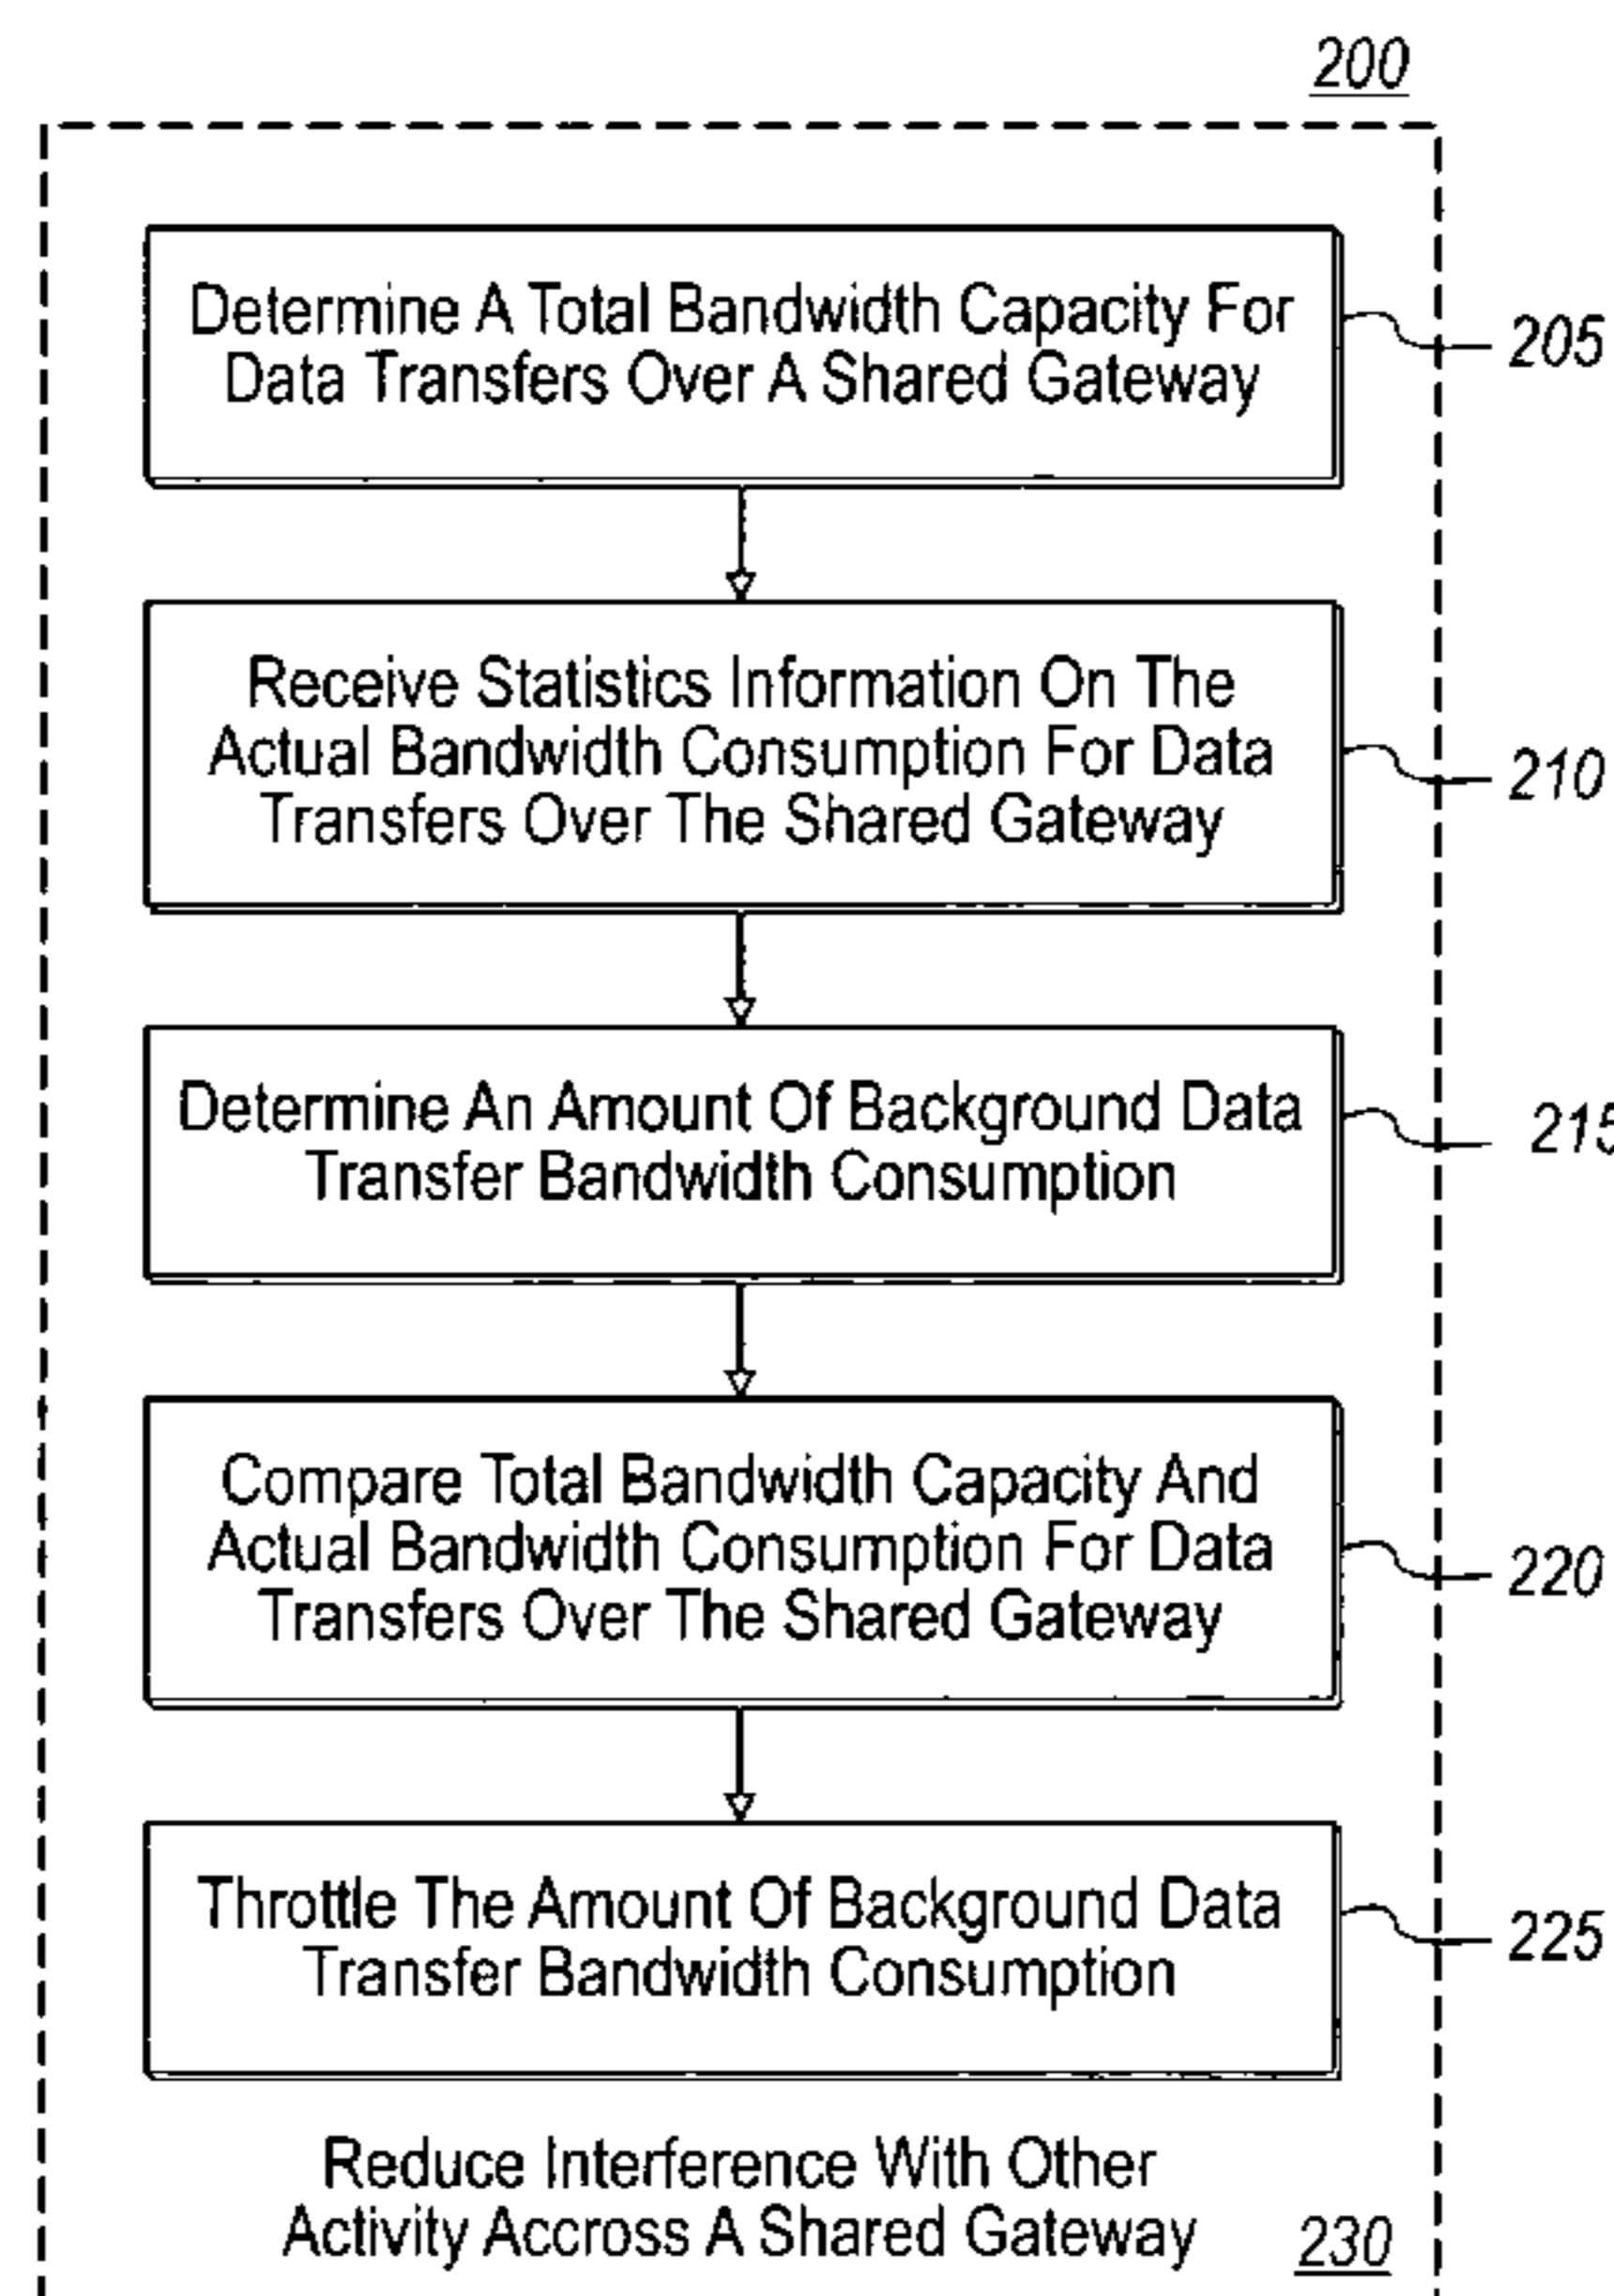 200
Determine A Total Bandwidth Capacity For
Data Transfers Over A Shared Gateway
205
Receive Statistics Information On The
Actual Bandwidth Consumption For Data
Transfers Over The Shared Gateway
210
Determine An Amount Of Background Data
Transfer Bandwidth Consumption
215
Compare Total Bandwidth Capacity And
Actual Bandwidth Consumption For Data
Transfers Over The Shared Gateway
220
Throttle The Amount Of Background Data
Transfer Bandwidth Consumption
225
Reduce Interference With Other
Activity Accross A Shared Gateway
230